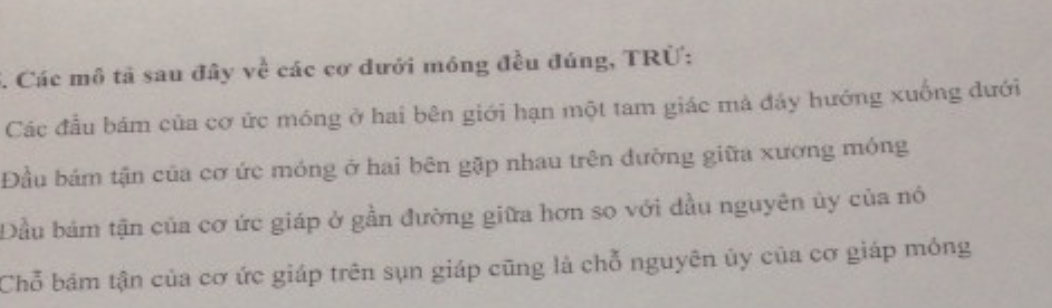 . Các mô tả sau đây về các cơ dưới móng đều đúng, TRỪ:
Các đầu bám của cơ ức móng ở hai bên giới hạn một tam giác mà đáy hướng xuống dưới
Đầu bám tận của cơ ức móng ở hai bên gặp nhau trên đường giữa xương móng
Đầu bám tận của cơ ức giáp ở gần đường giữa hơn so với đầu nguyên ủy của nó
Chỗ bám tận của cơ ức giáp trên sụn giáp cũng là chỗ nguyên ủy của cơ giáp móng